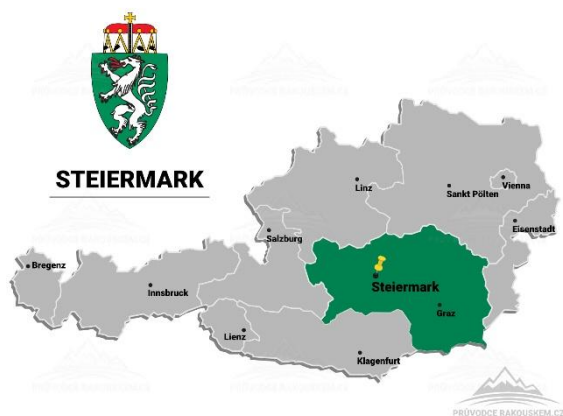 STEIERMARK
Linz
Sankt Pölten
Vienna
Eisenstadt
Salzburg
Bregenz
Innsbruck
Steiermark
Graz
Lienz
Klagenfurt
PRŮVODCE RAKOUSKEM.CZ